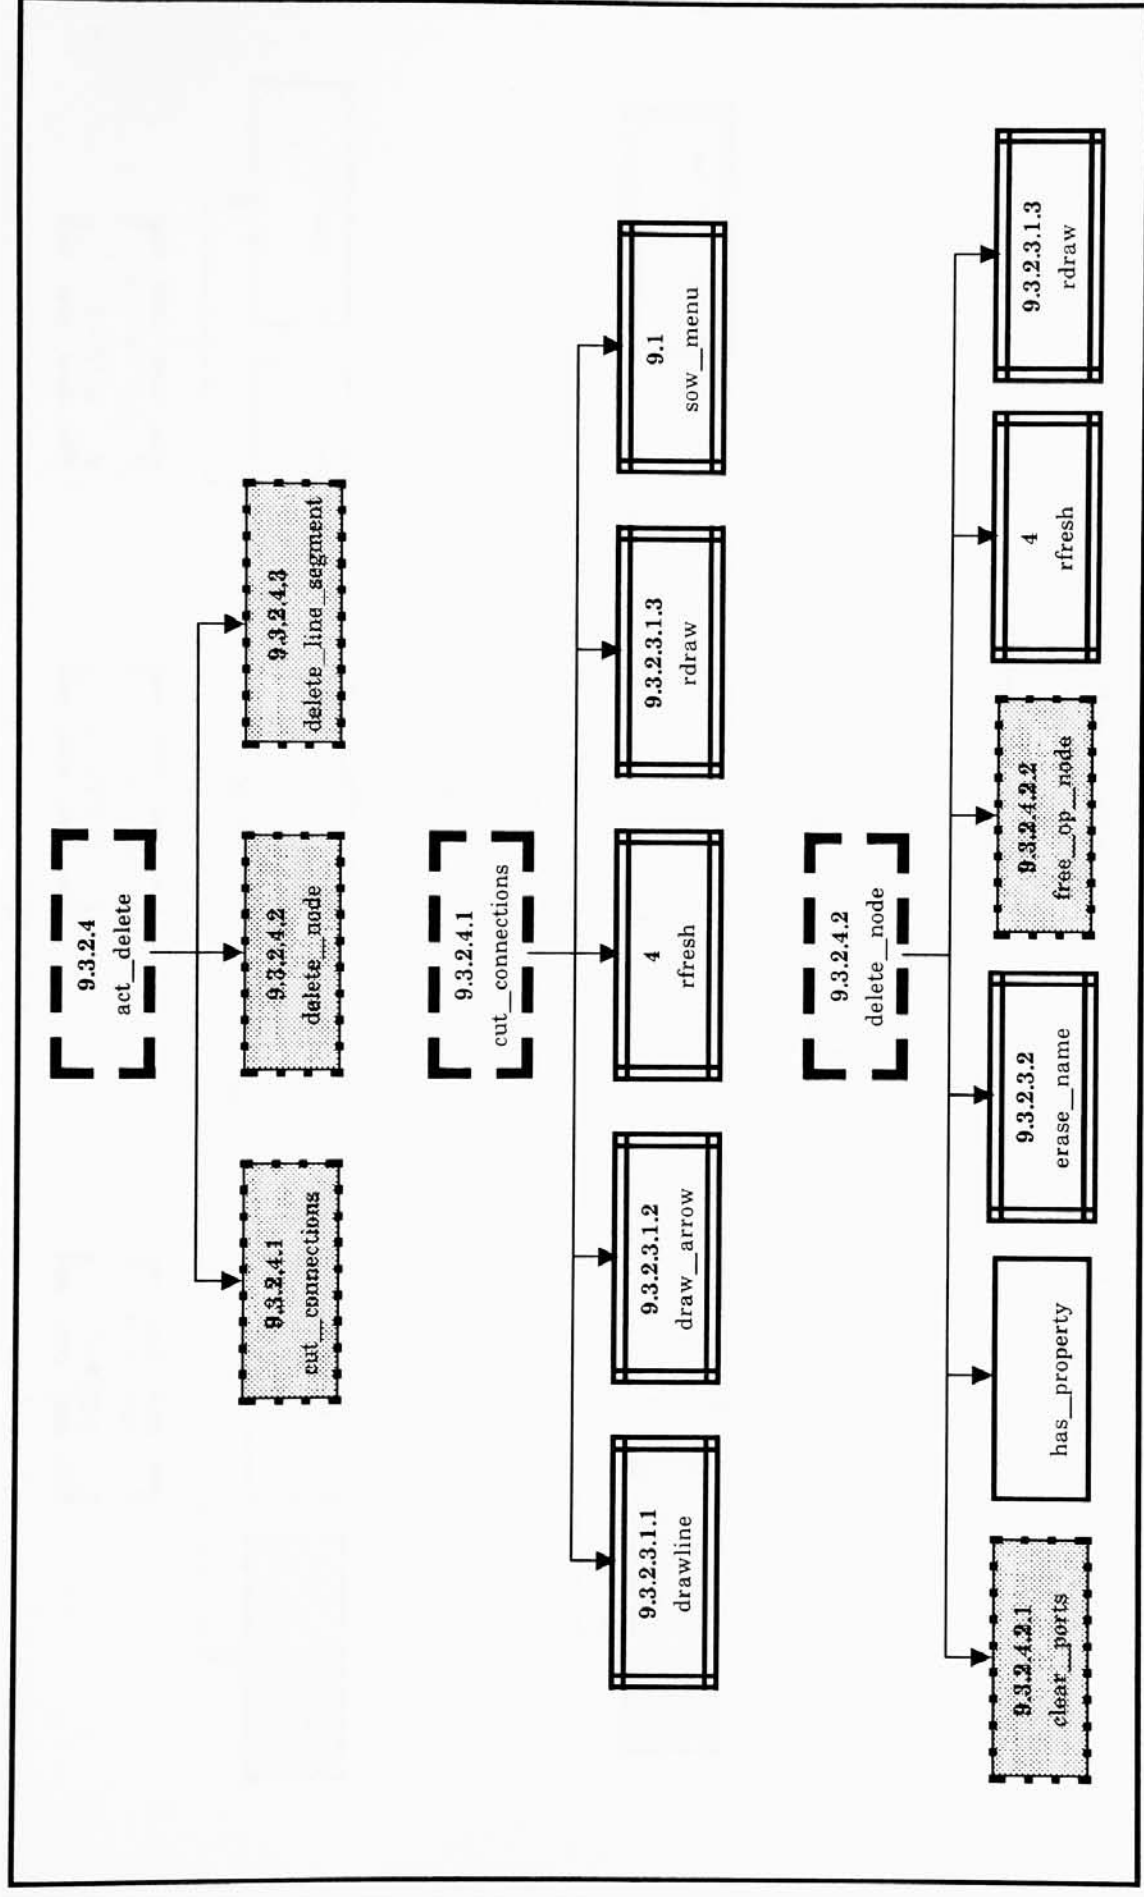 9.3.2.4
act_delete
9.3.2.4.1
cut_connections
9.3.2.4.2
delete_node
9.3.2.4.3
delete_line_segment
9.3.2.4.1
cut_connections
9.3.2.3.1.1
drawline
9.3.2.3.1.2
draw_arrow
4
rfresh
9.3.2.3.1.3
rdraw
9.1
sow_menu
9.3.2.4.2
delete_node
9.3.2.4.2.1
clear_ports
has_property
9.3.2.3.2
erase_name
9.3.2.4.2.2
free_op_node
4
rfresh
9.3.2.3.1.3
rdraw